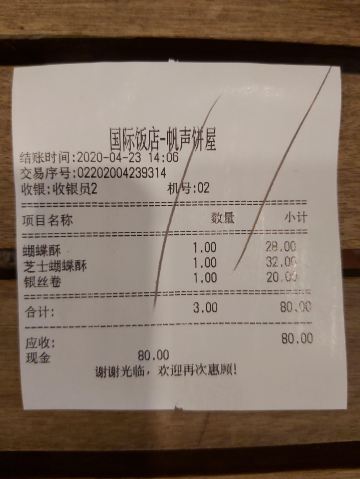 国际饭店-帆声饼屋
结账时间:2020-04-23 14:06
交易序号:02202004239314
收银:收银员2 机号:02
项目名称 数量 小计
蝴蝶酥 1.00 28.00
芝士蝴蝶酥 1.00 32.00
银丝卷 1.00 20.00
合计: 3.00 80.00
应收: 80.00
现金 80.00
谢谢光临，欢迎再次惠顾!